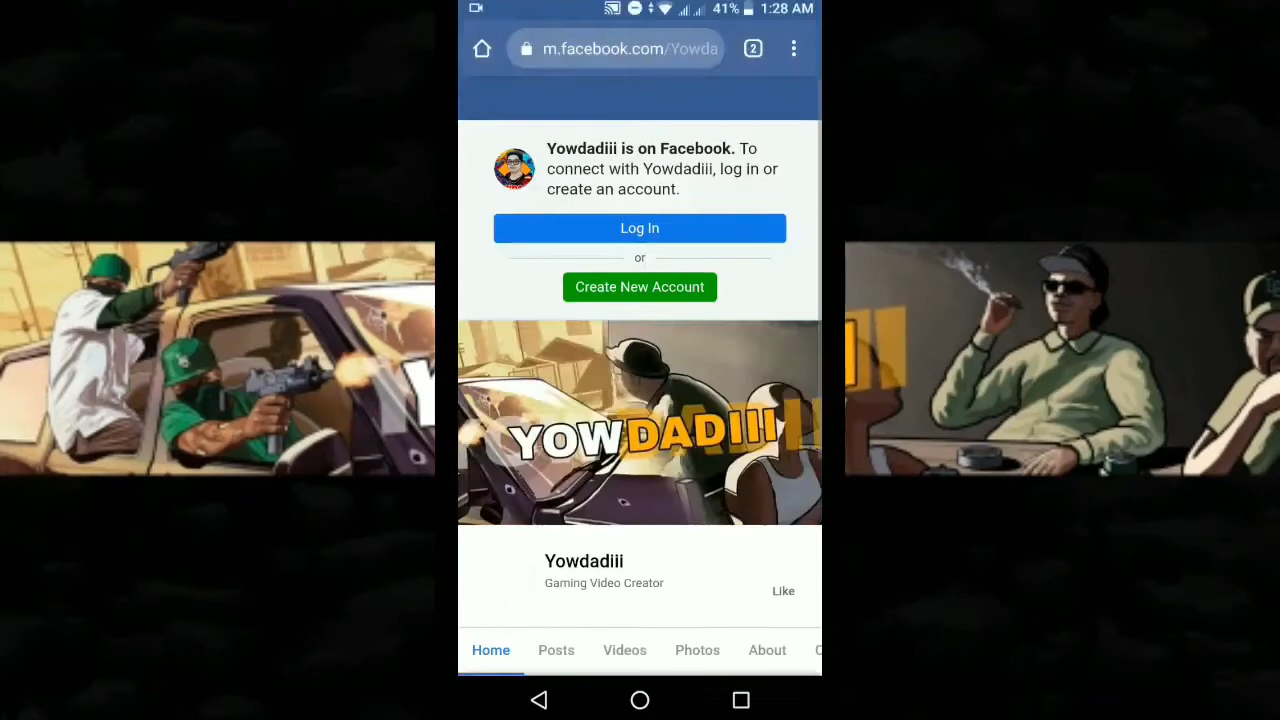 41% 1:28 AM
2
m.facebook.com/Yowda
Yowdadiii is on Facebook. To
connect with Yowdadiii, log in or
create an account.
Log In
or
Create New Account
YOWDADIII
Yowdadiii
Gaming Video Creator
Like
Home Posts Videos Photos About